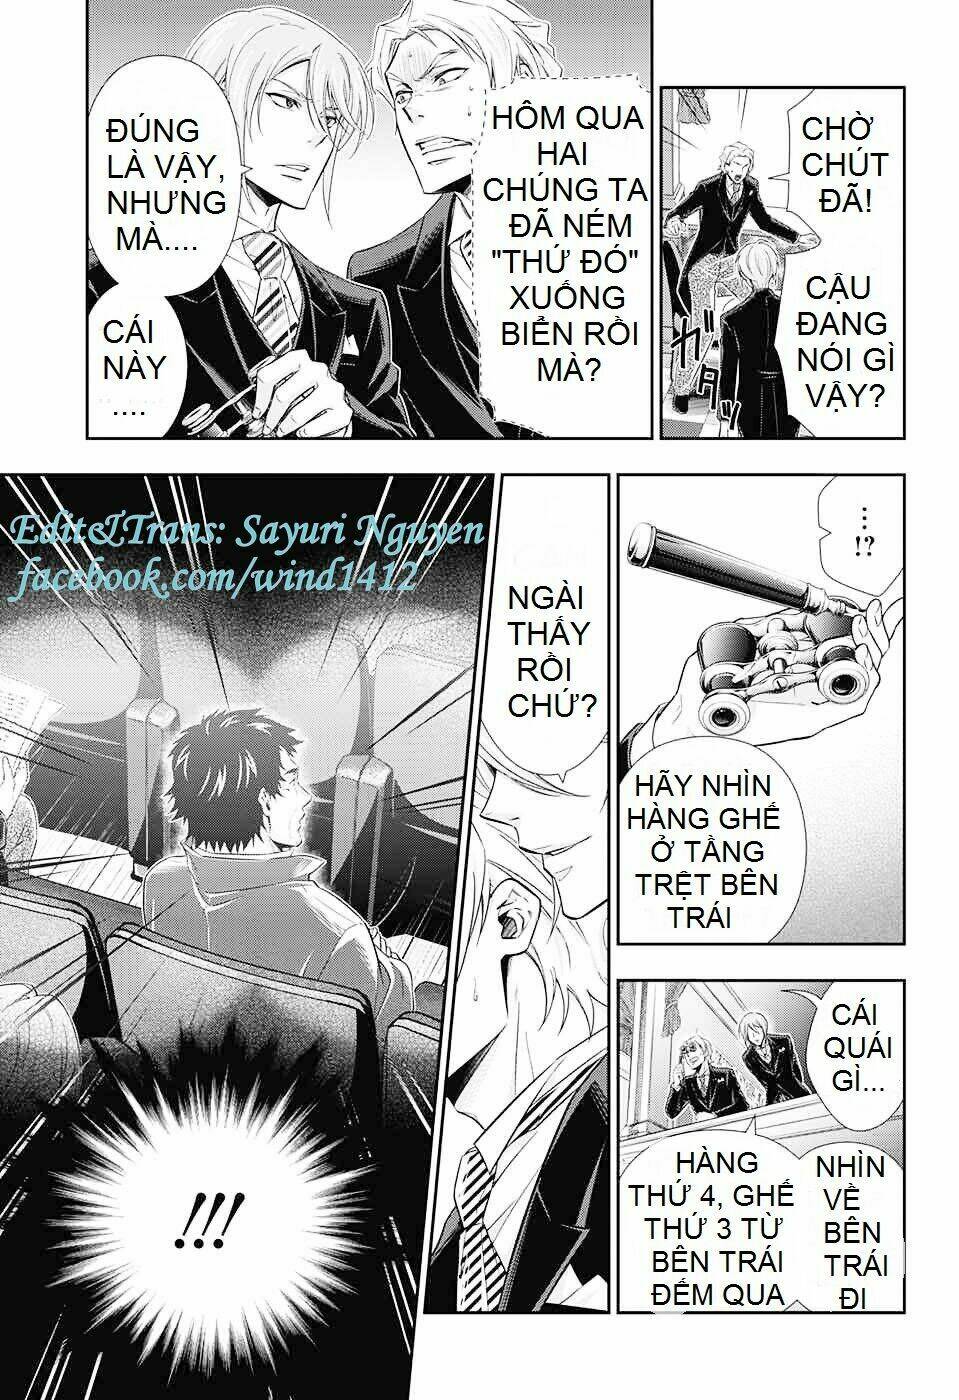 CHỜ
CHÚT
ĐÃ!
CẬU
ĐANG
NÓI GÌ
VẬY?
ガタ
HÔM QUA
HAI
CHÚNG TA
ĐÃ NÉM
"THỨ ĐÓ"
XUỐNG
BIỂN RỒI
MÀ?
ĐÚNG
LÀ VẬY,
NHƯNG
MÀ....
CÁI
NÀY
....
...
!?
HÃY NHÌN
HÀNG GHẾ
Ở TẦNG
TRỆT BÊN
TRÁI
CÁI
QUÁI
GÌ...
NHÌN
VỀ
BÊN
TRÁI
ĐI
HÀNG
THỨ 4, GHẾ
THỨ 3 TỪ
BÊN TRÁI
ĐẾM QUA
NGÀI
THẤY
RỒI
CHỨ?
Edit&Trans: Sayuri Nguyen
facebook.com/wind1412
!!!